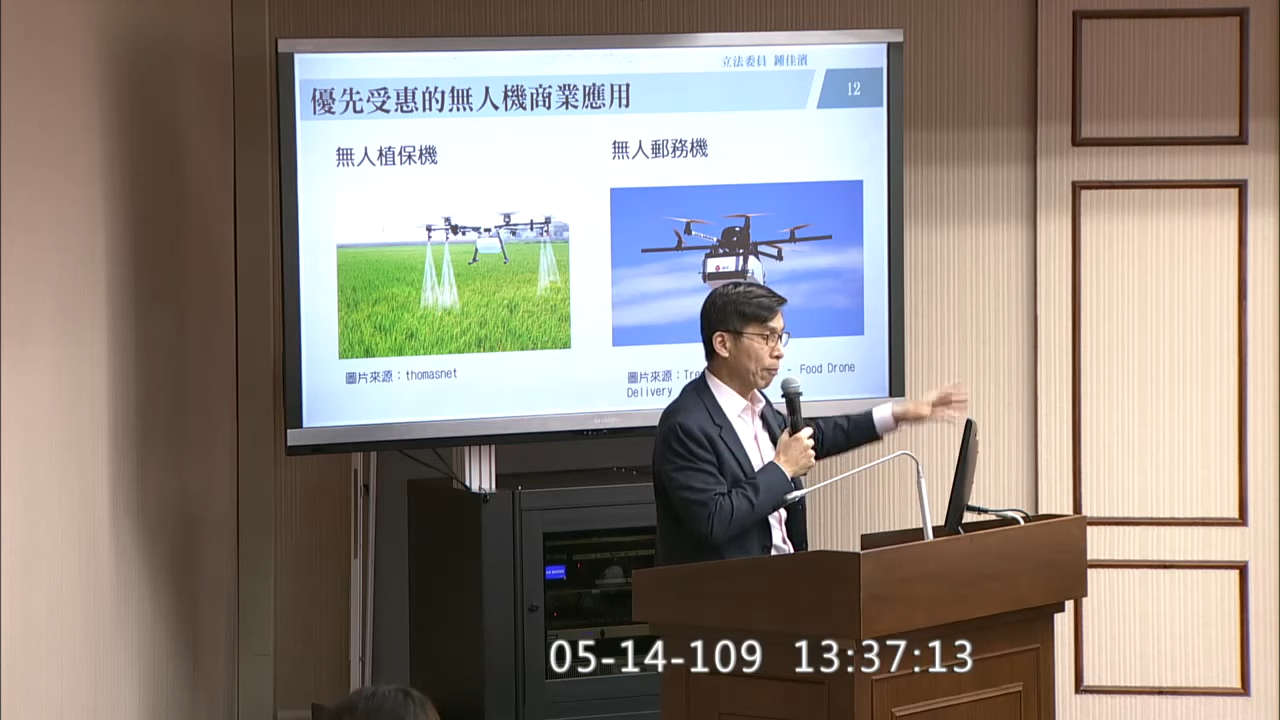 立法委員 鍾佳濱
優先受惠的無人機商業應用
12
無人植保機
無人郵務機
圖片來源：thomasnet
圖片來源：
- Food Drone
Delivery
05-14-109 13:37:13